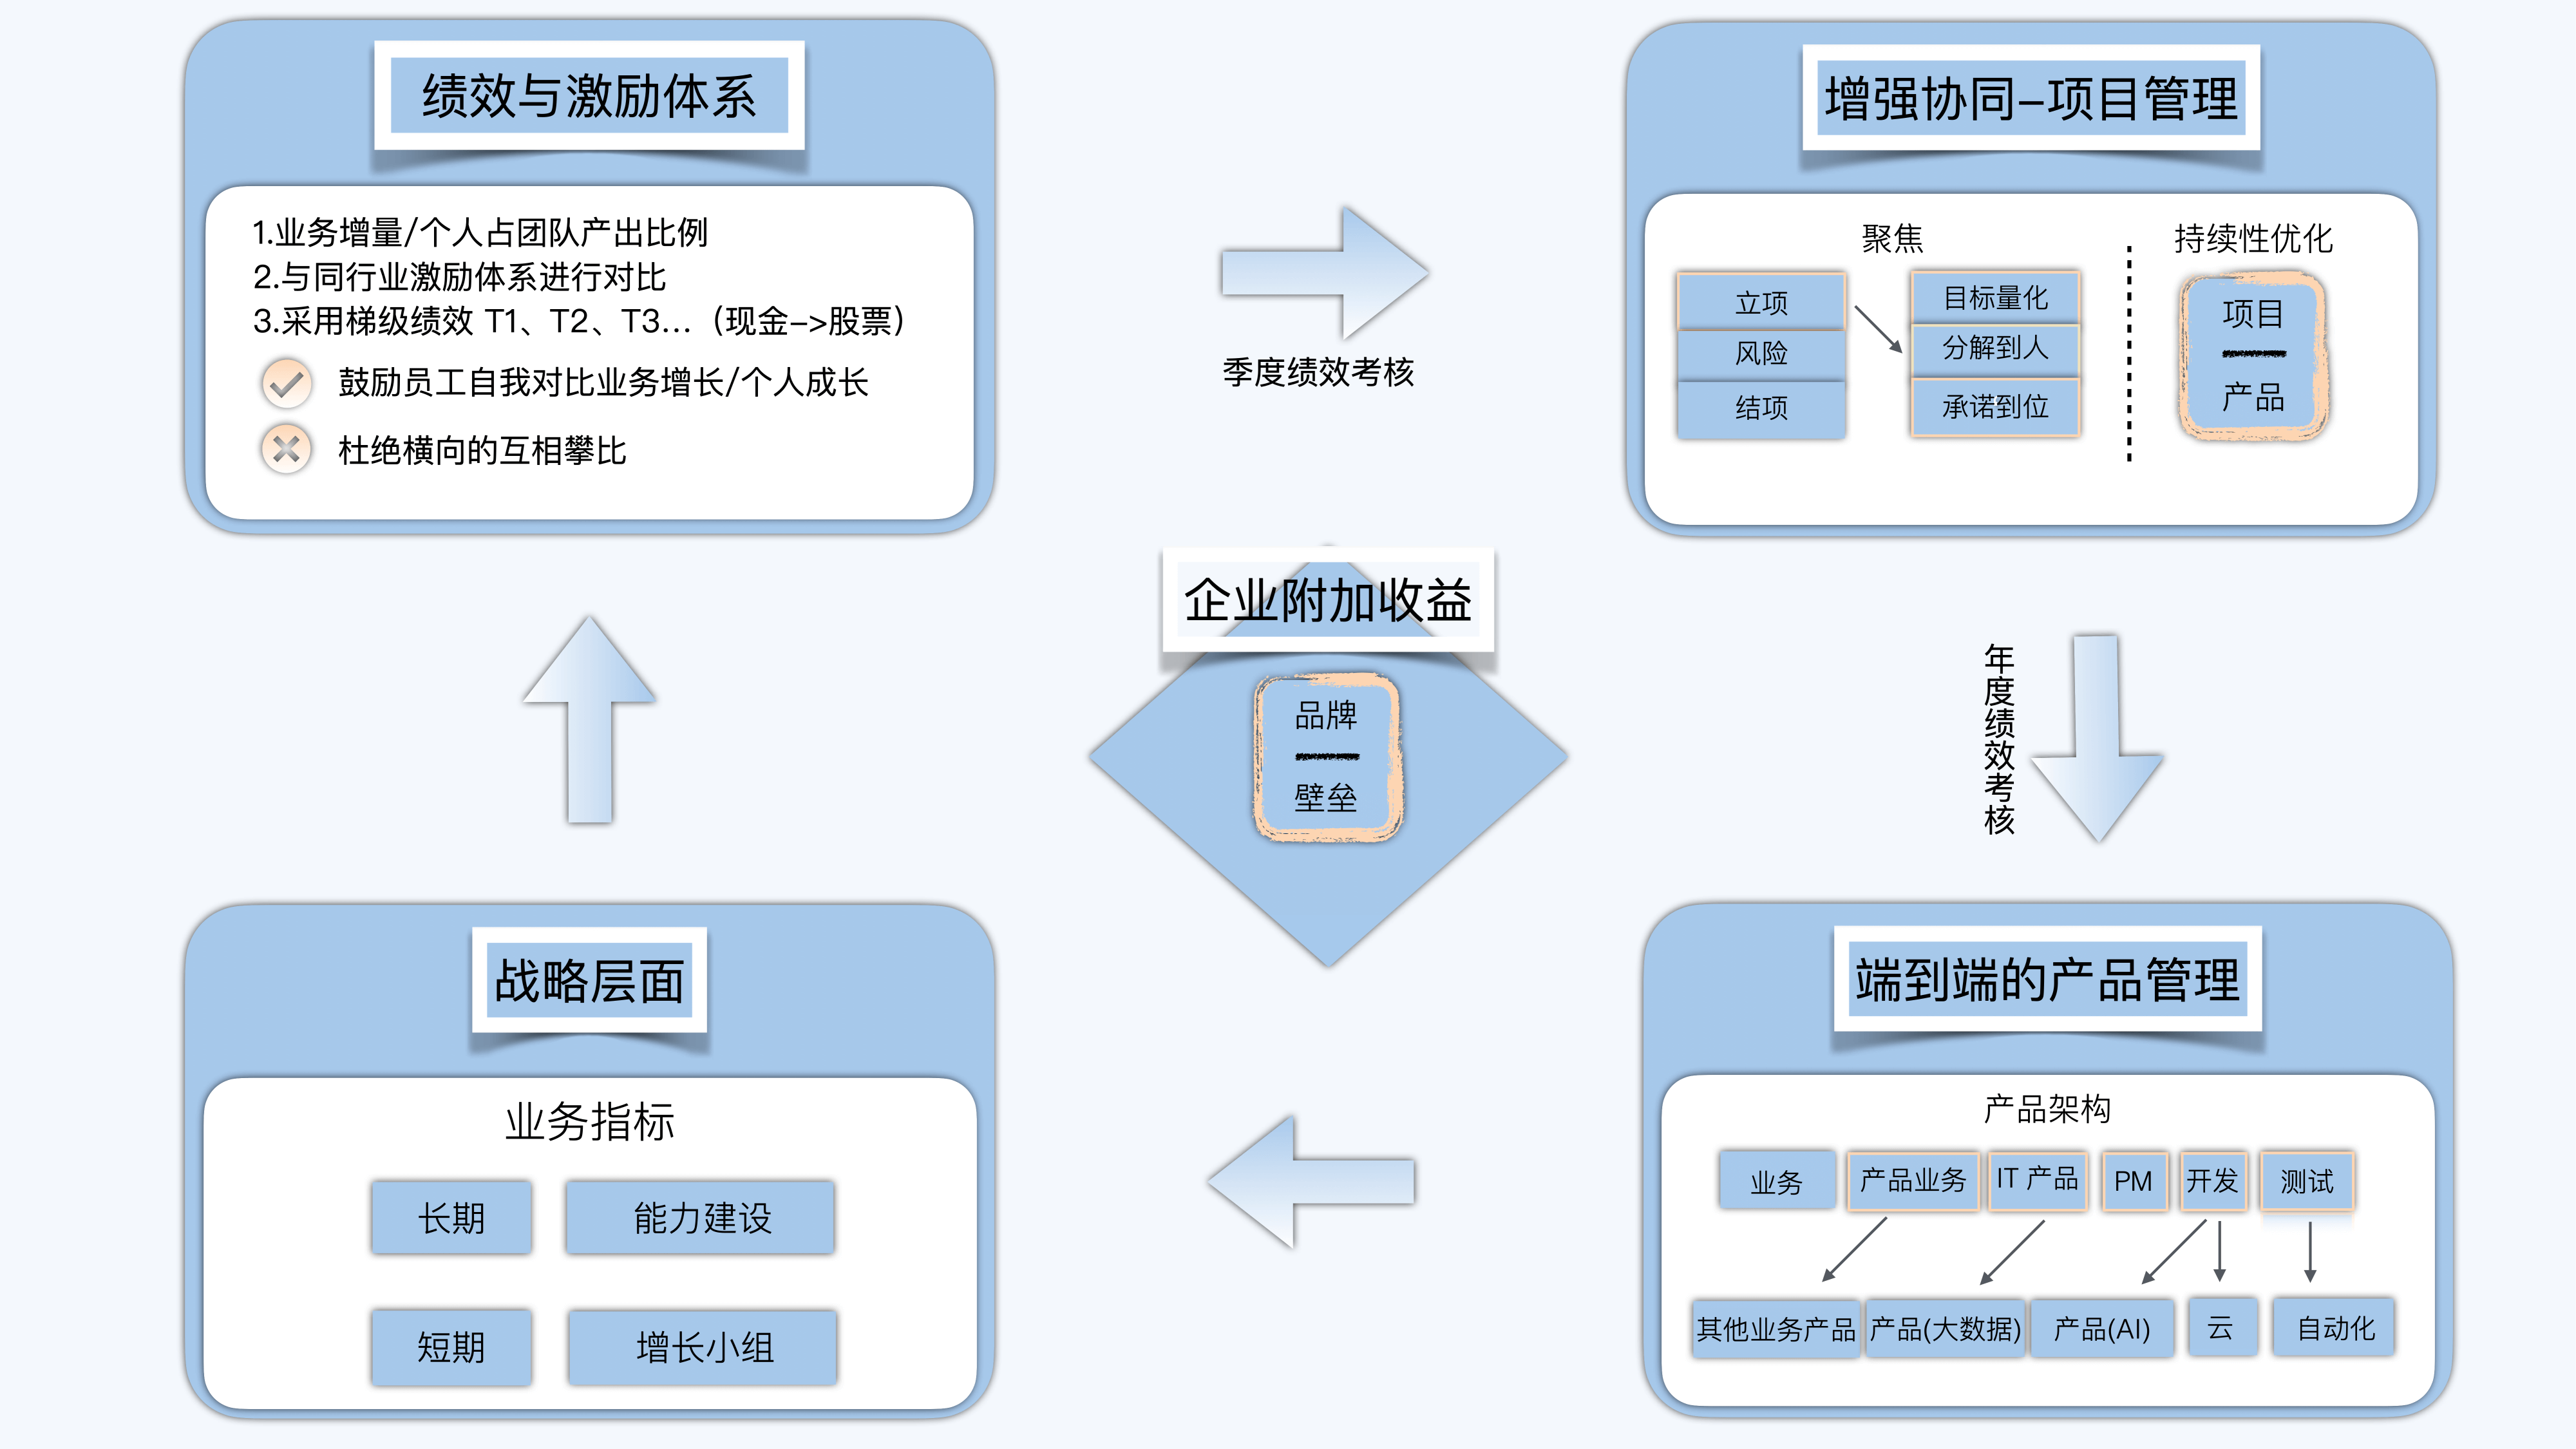 绩效与激励体系
1.业务增量/个人占团队产出比例
2.与同行业激励体系进行对比
3.采用梯级绩效 T1、T2、T3...（现金->股票）
鼓励员工自我对比业务增长/个人成长
杜绝横向的互相攀比
季度绩效考核
增强协同-项目管理
聚焦
持续性优化
立项
风险
结项
目标量化
分解到人
承诺到位
项目
产品
企业附加收益
品牌
壁垒
年度绩效考核
战略层面
业务指标
长期
能力建设
短期
增长小组
端到端的产品管理
产品架构
业务
产品业务
IT 产品
PM
开发
测试
其他业务产品
产品(大数据)
产品(AI)
云
自动化